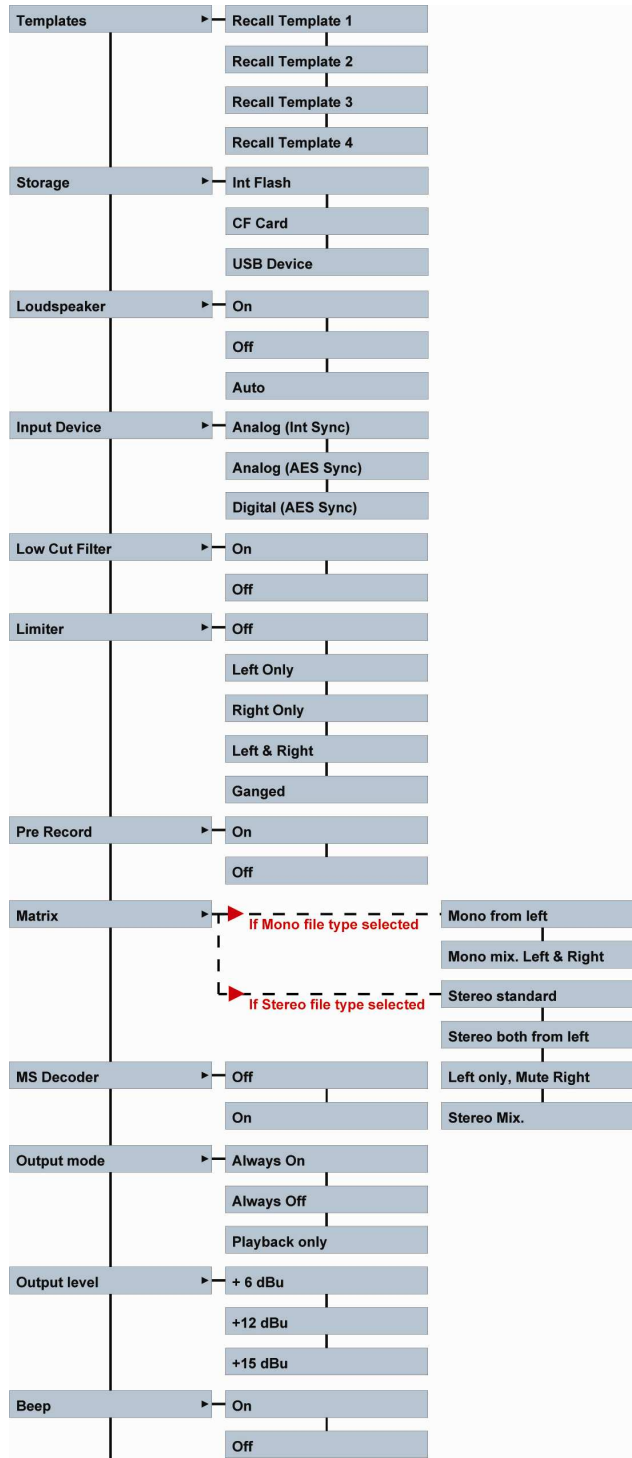 Templates
Recall Template 1
Recall Template 2
Recall Template 3
Recall Template 4
Storage
Int Flash
CF Card
USB Device
Loudspeaker
On
Off
Auto
Input Device
Analog (Int Sync)
Analog (AES Sync)
Digital (AES Sync)
Low Cut Filter
On
Off
Limiter
Off
Left Only
Right Only
Left & Right
Ganged
Pre Record
On
Off
Matrix
If Mono file type selected
Mono from left
Mono mix. Left & Right
If Stereo file type selected
Stereo standard
Stereo both from left
Left only, Mute Right
Stereo Mix.
MS Decoder
Off
On
Output mode
Always On
Always Off
Playback only
Output level
+ 6 dBu
+12 dBu
+15 dBu
Beep
On
Off